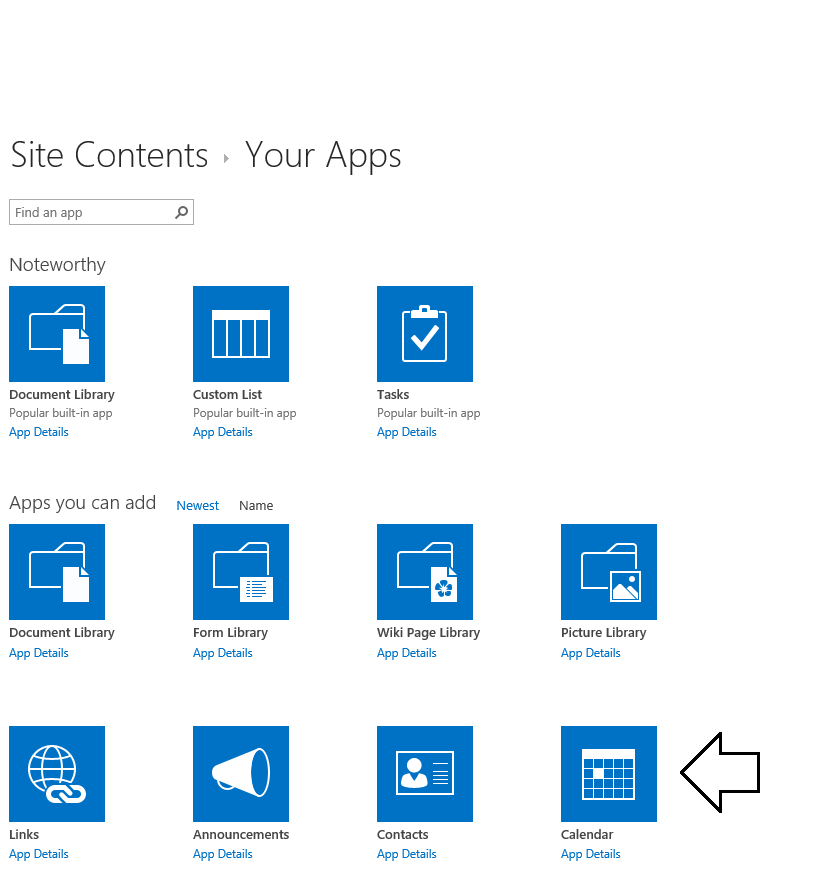 Site Contents ▸ Your Apps
Find an app
Noteworthy
Document Library Custom List Tasks
Popular built-in app Popular built-in app Popular built-in app
App Details App Details App Details
Apps you can add Newest Name
Document Library Form Library Wiki Page Library Picture Library
App Details App Details App Details App Details
Links Announcements Contacts Calendar
App Details App Details App Details App Details